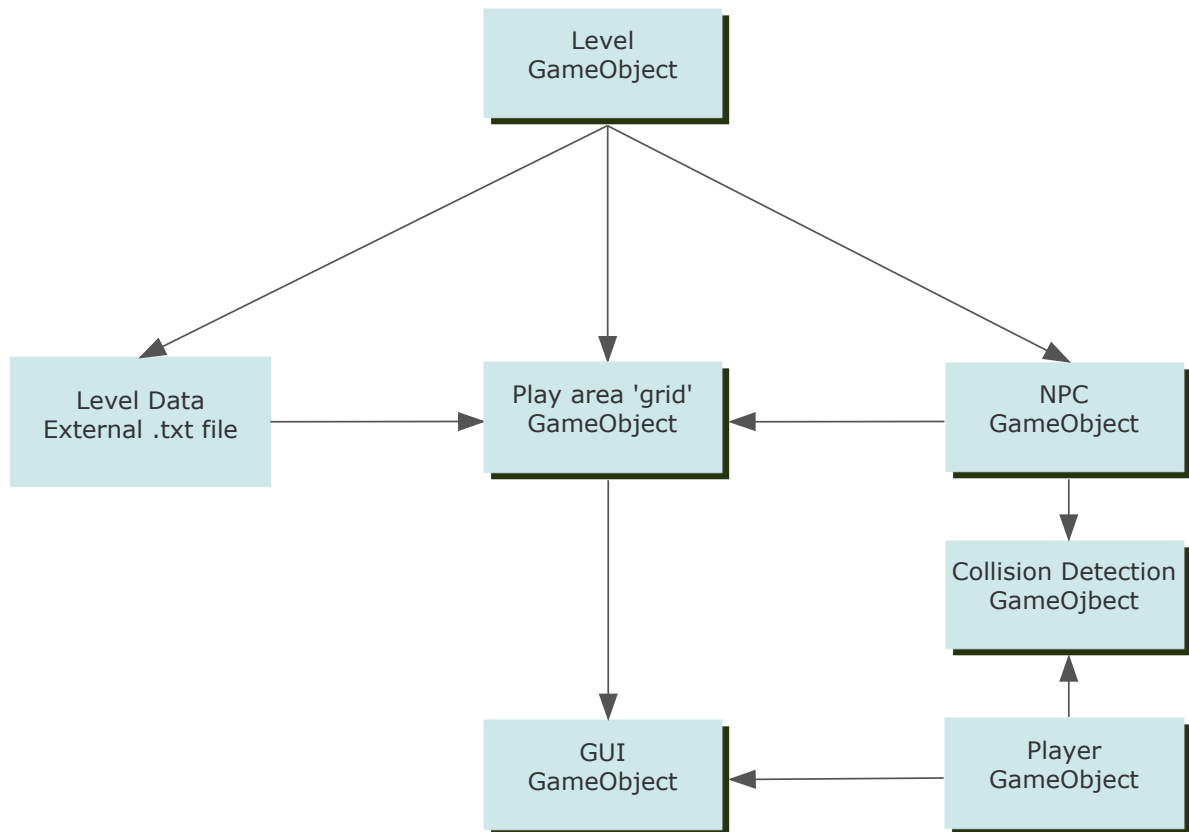 Level
GameObject
Level Data
External .txt file
Play area 'grid'
GameObject
NPC
GameObject
Collision Detection
GameOjbect
GUI
GameObject
Player
GameObject